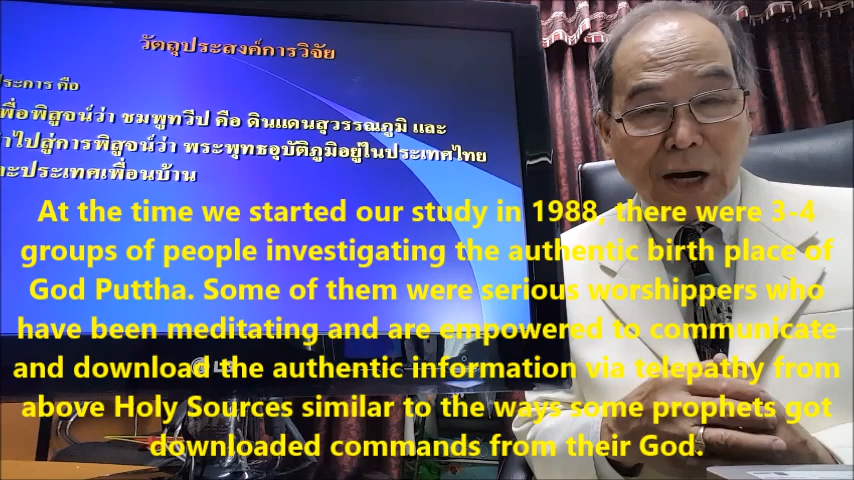 วัตถุประสงค์การวิจัย
ประการ คือ
พื่อพิสูจน์ว่า ชมพูทวีป คือ ดินแดนสุวรรณภูมิ และ
ไปสู่การพิสูจน์ว่า พระพุทธอุบัติภูมิอยู่ในประเทศไทย
ละประเทศเพื่อนบ้าน
At the time we started our study in 1988, there were 3-4
groups of people investigating the authentic birth place of
God Puttha. Some of them were serious worshippers who
have been meditating and are empowered to communicate
and download the authentic information via telepathy from
above Holy Sources similar to the ways some prophets got
downloaded commands from their God.